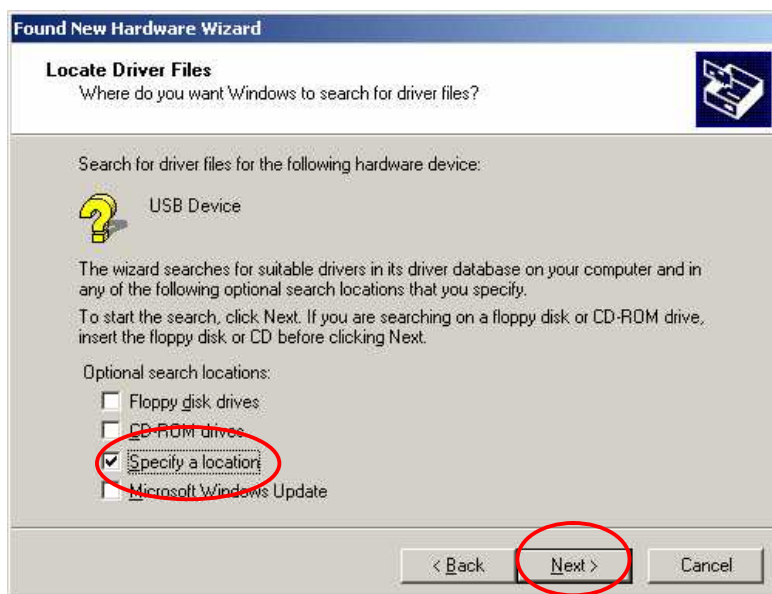 Found New Hardware Wizard
Locate Driver Files
Where do you want Windows to search for driver files?
Search for driver files for the following hardware device:
USB Device
The wizard searches for suitable drivers in its driver database on your computer and in
any of the following optional search locations that you specify.
To start the search, click Next. If you are searching on a floppy disk or CD-ROM drive,
insert the floppy disk or CD before clicking Next.
Optional search locations:
Floppy disk drives
CD-ROM drives
Specify a location
Microsoft Windows Update
< Back Next > Cancel